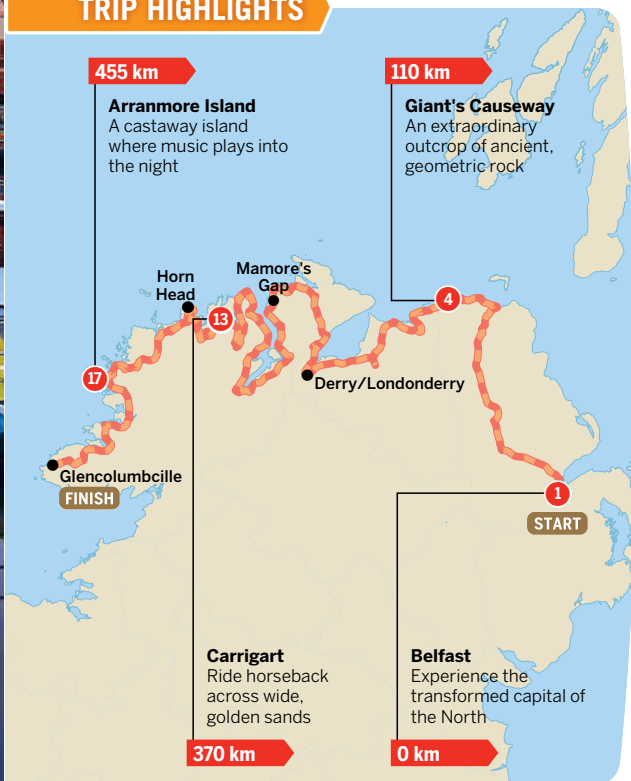 TRIP HIGHLIGHTS
455 km
Arranmore Island
A castaway island
where music plays into
the night
110 km
Giant's Causeway
An extraordinary
outcrop of ancient,
geometric rock
Horn
Head
Mamore's
Gap
4
13
17
Derry/Londonderry
Glencolumbcille
FINISH
1
START
Carrigart
Ride horseback
across wide,
golden sands
370 km
Belfast
Experience the
transformed capital of
the North
0 km